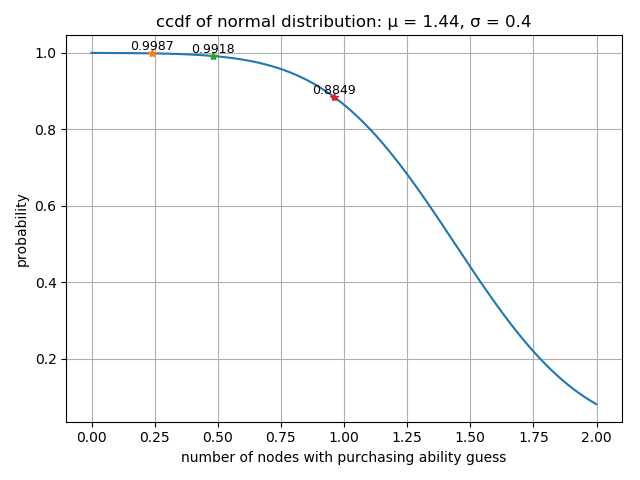 ccdf of normal distribution: μ = 1.44, σ = 0.4
0.9987
0.9918
0.8849
probability
1.0
0.8
0.6
0.4
0.2
0.00 0.25 0.50 0.75 1.00 1.25 1.50 1.75 2.00
number of nodes with purchasing ability guess